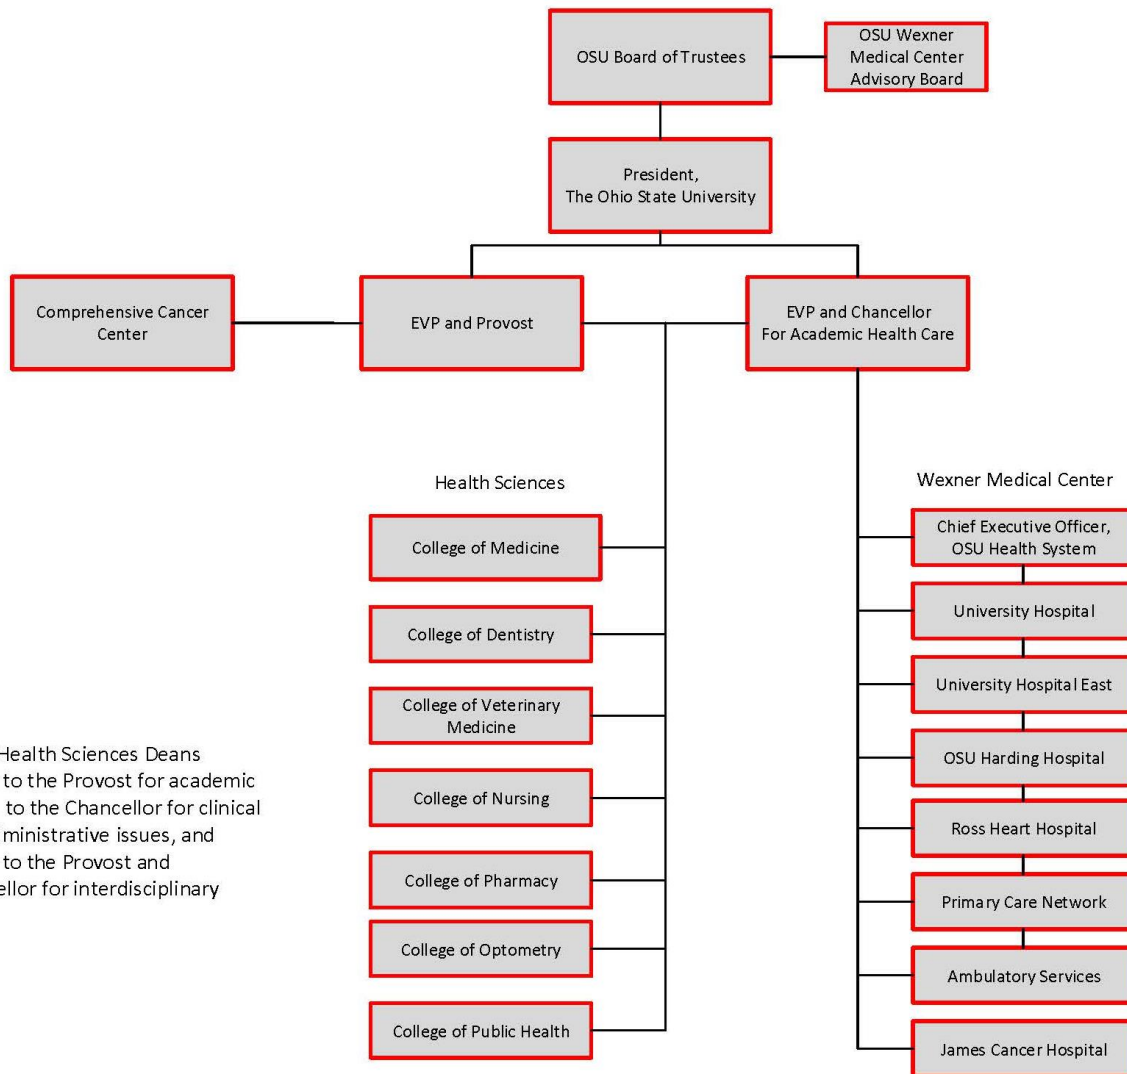 OSU Board of Trustees
OSU Wexner
Medical Center
Advisory Board
President,
The Ohio State University
Comprehensive Cancer
Center
EVP and Provost
EVP and Chancellor
For Academic Health Care
Health Sciences
College of Medicine
College of Dentistry
College of Veterinary
Medicine
College of Nursing
College of Pharmacy
College of Optometry
College of Public Health
Health Sciences Deans
to the Provost for academic
to the Chancellor for clinical
ministrative issues, and
to the Provost and
ellor for interdisciplinary
Wexner Medical Center
Chief Executive Officer,
OSU Health System
University Hospital
University Hospital East
OSU Harding Hospital
Ross Heart Hospital
Primary Care Network
Ambulatory Services
James Cancer Hospital